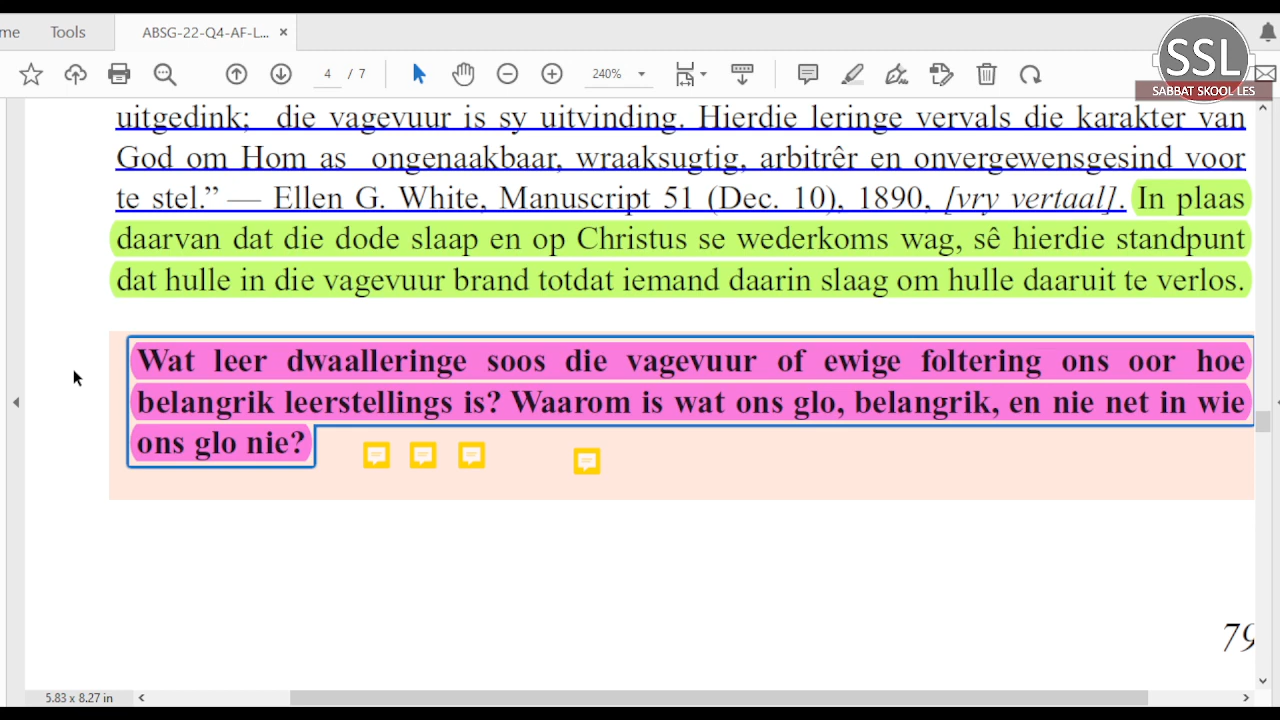 me Tools ABSG-22-Q4-AF-L... ×
SSL
SABBAT SKOOL LES
4 / 7 240%
uitgedink; die vagevuur is sy uitvinding. Hierdie leringe vervals die karakter van
God om Hom as ongenaakbaar, wraaksugtig, arbitrêr en onvergewensgesind voor
te stel.” — Ellen G. White, Manuscript 51 (Dec. 10), 1890, [vry vertaal]. In plaas
daarvan dat die dode slaap en op Christus se wederkoms wag, sê hierdie standpunt
dat hulle in die vagevuur brand totdat iemand daarin slaag om hulle daaruit te verlos.
Wat leer dwaalleringe soos die vagevuur of ewige foltering ons oor hoe
belangrik leerstellings is? Waarom is wat ons glo, belangrik, en nie net in wie
ons glo nie?
79
5.83 x 8.27 in